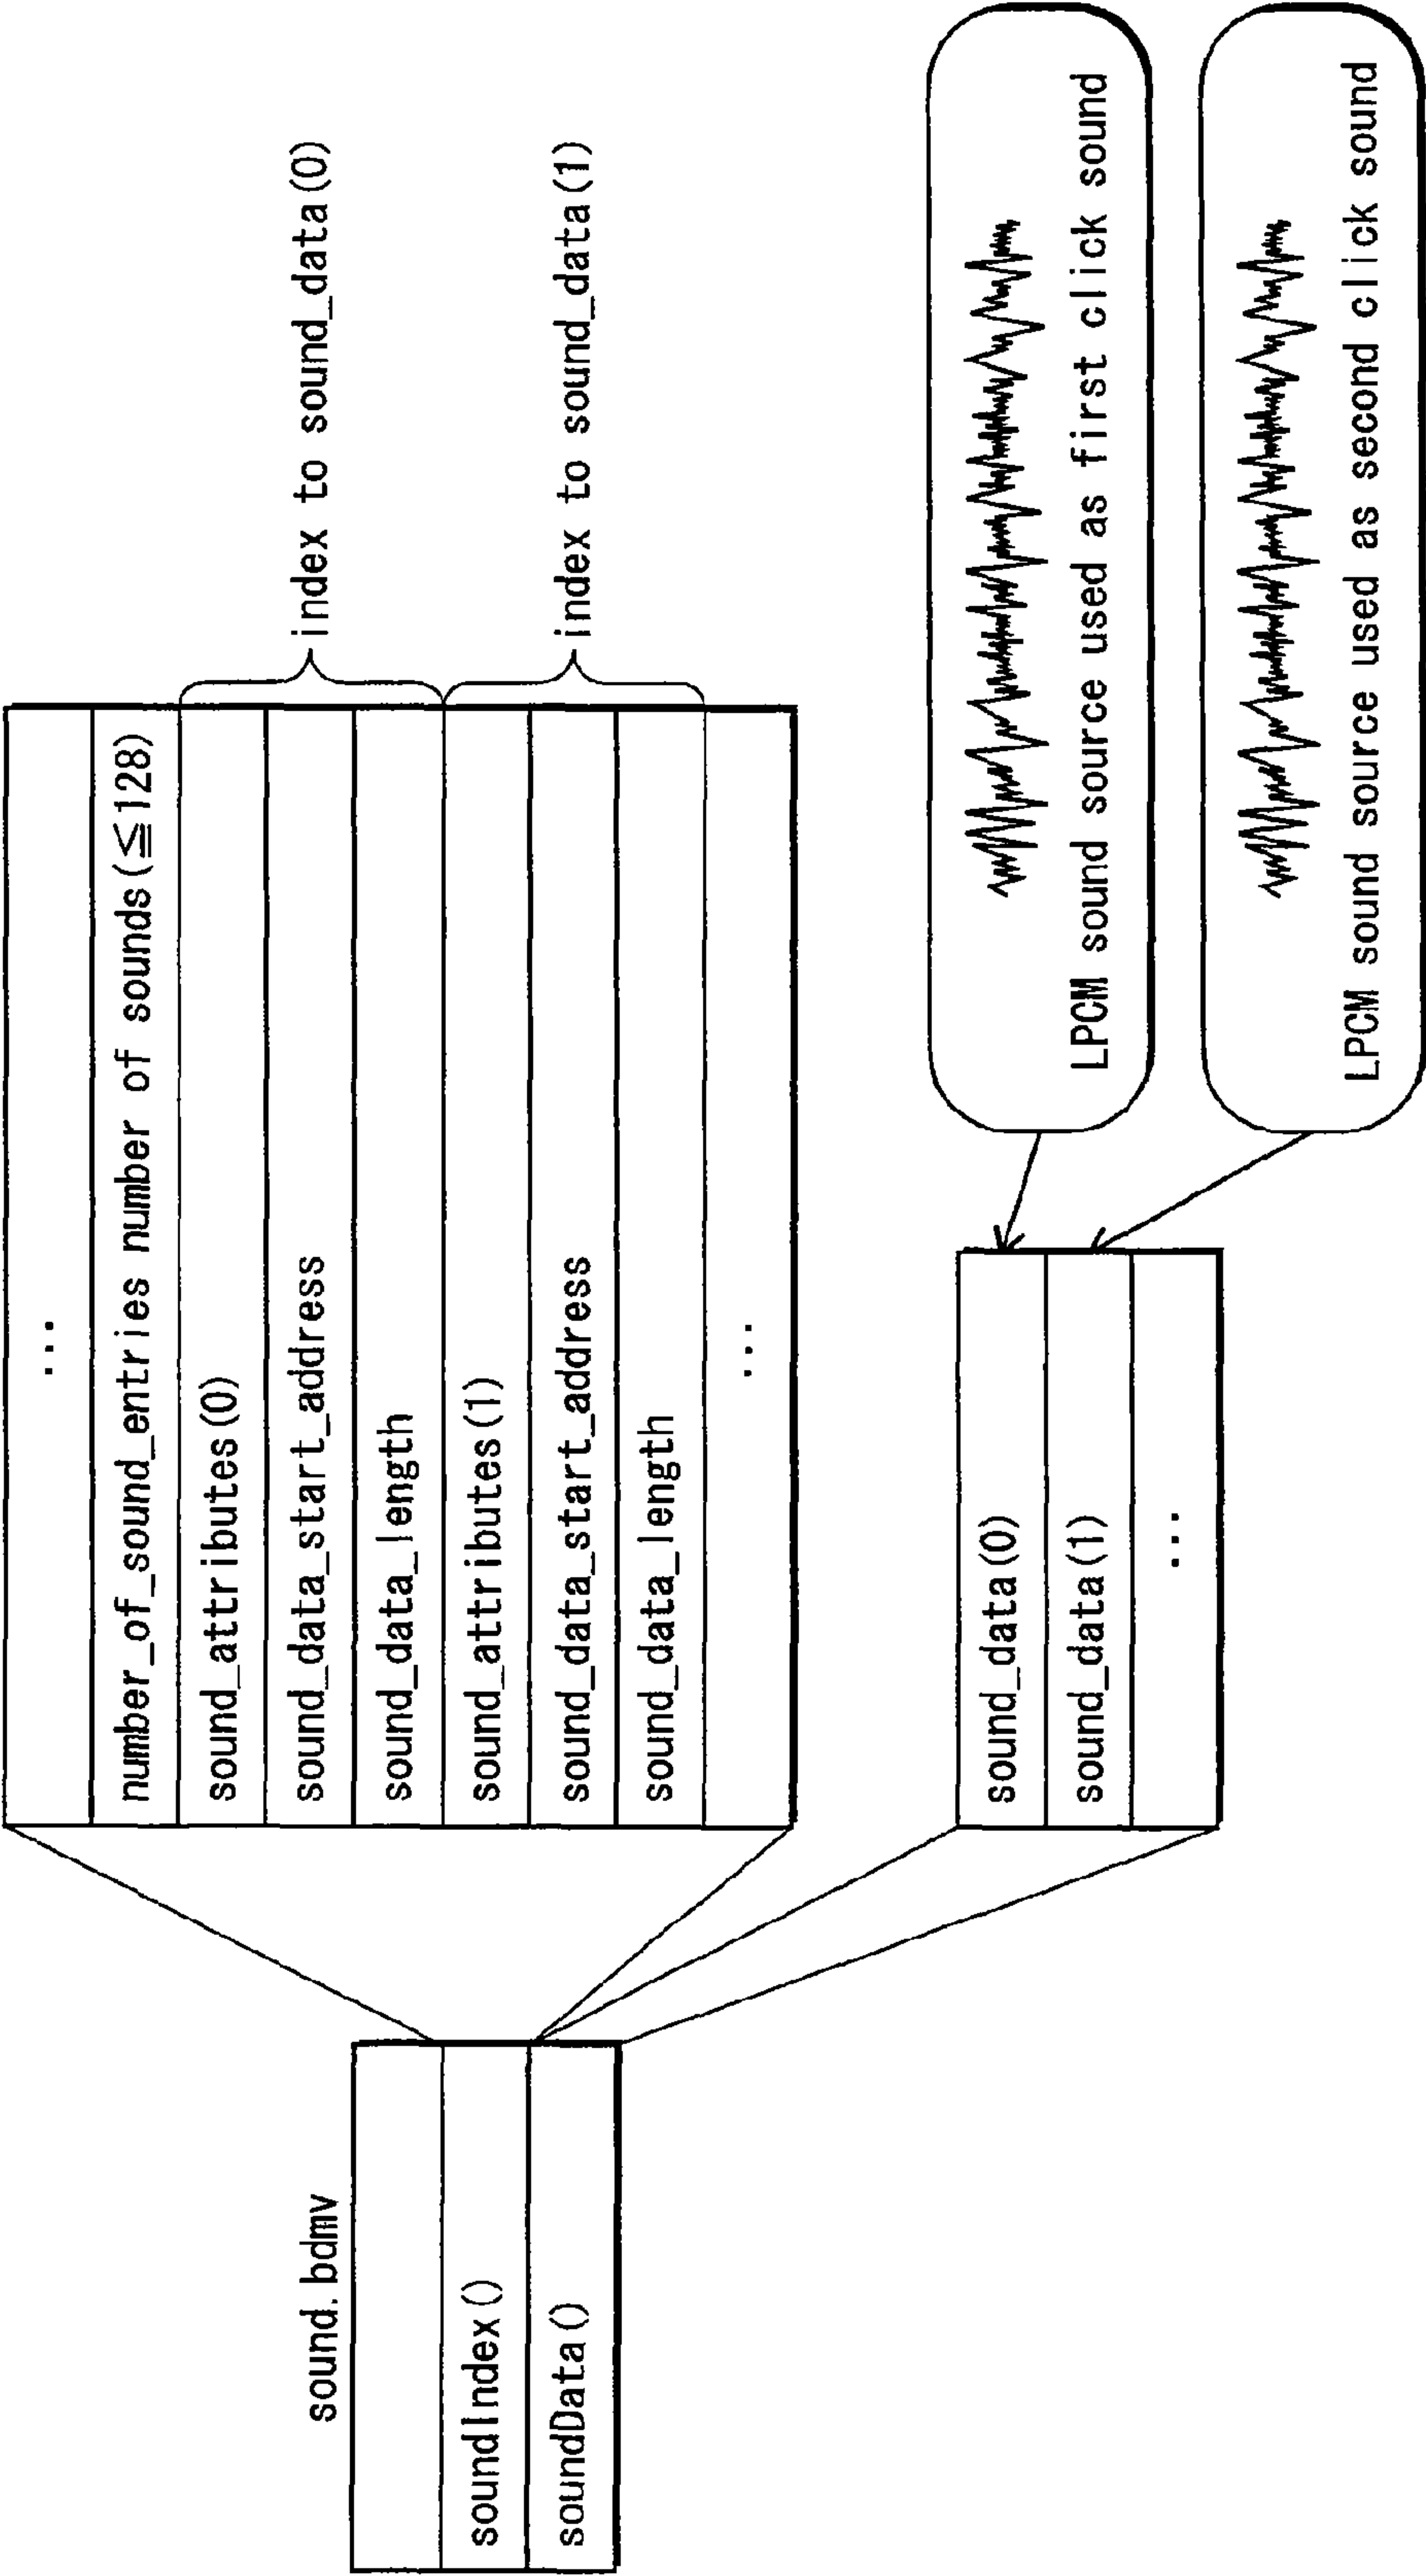 sound.bdmv
soundIndex()
soundData()
...
number_of_sound_entries number of sounds(≦128)
sound_attributes(0)
sound_data_start_address
sound_data_length
sound_attributes(1)
sound_data_start_address
sound_data_length
...
index to sound_data(0)
index to sound_data(1)
sound_data(0)
sound_data(1)
...
LPCM sound source used as first click sound
LPCM sound source used as second click sound